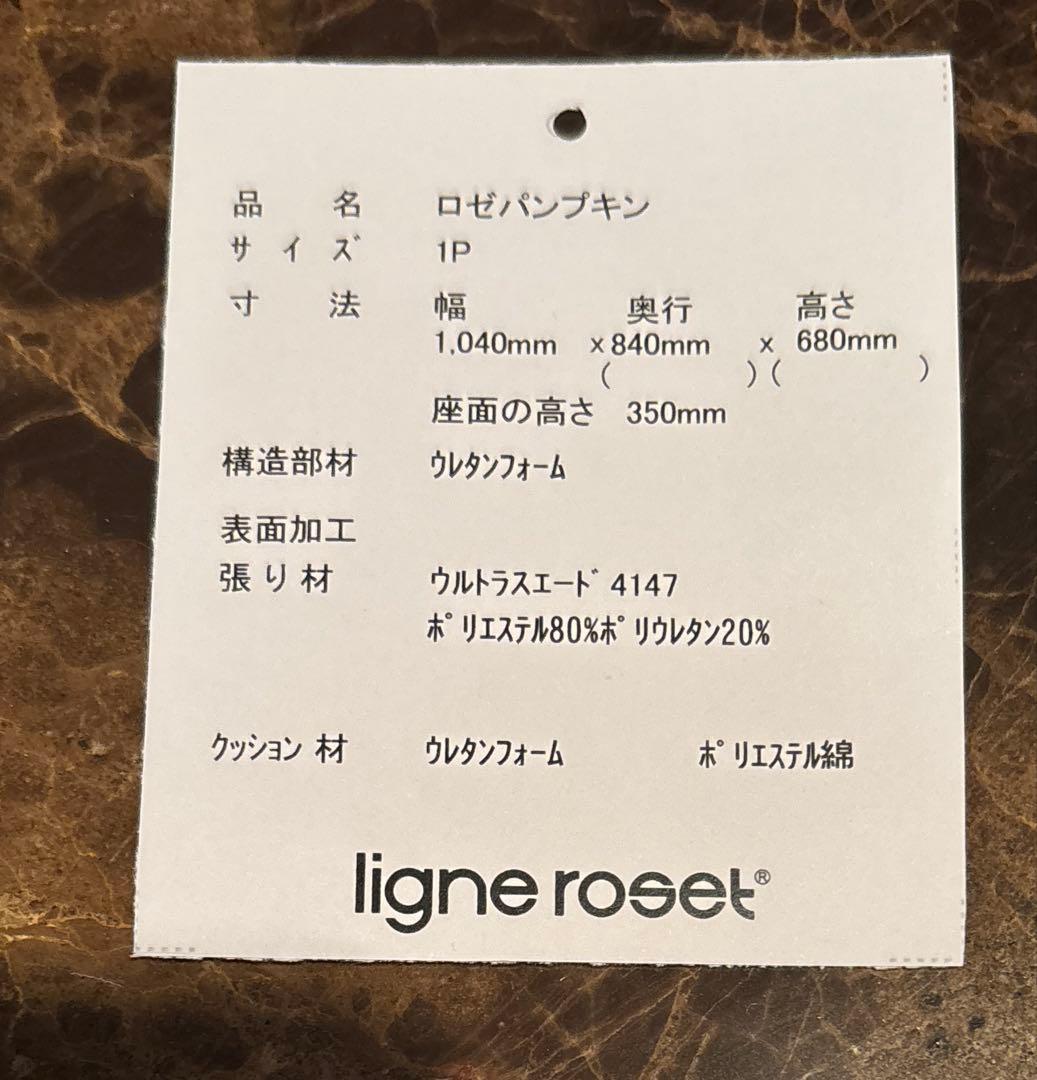 品名 ロゼパンプキン
サイズ 1P
寸法 幅 奥行 高さ
1,040mm x 840mm x 680mm
( ) ( )
座面の高さ 350mm
構造部材 ウレタンフォーム
表面加工
張り材 ウルトラスエード 4147
ポリエステル80%ポリウレタン20%
クッション材 ウレタンフォーム ポリエステル綿
ligne roset®